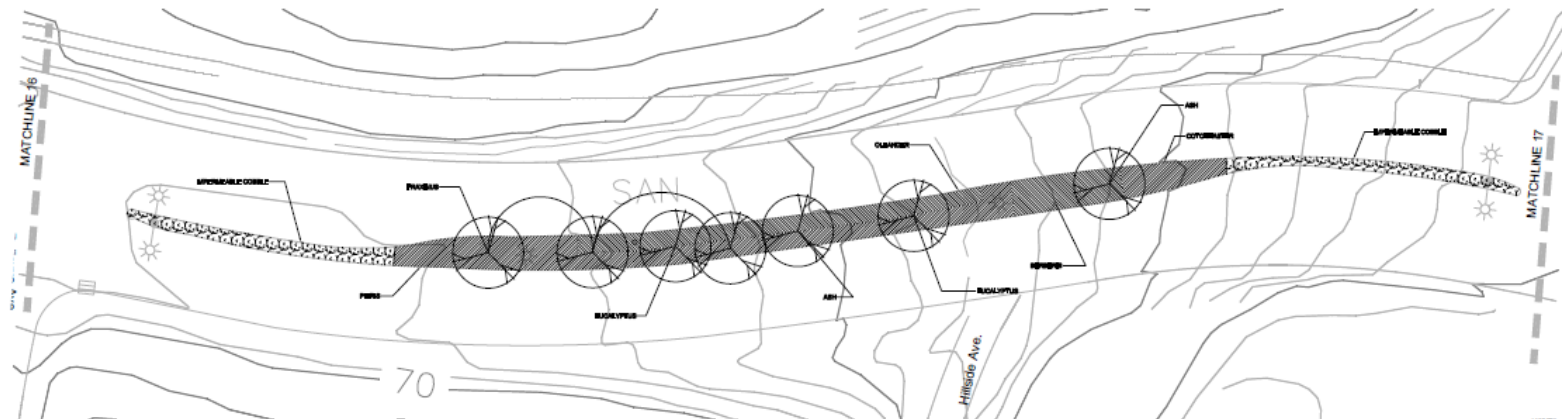 MATCHLINE 16
IMPERMEABLE COBBLE
FRAXINUS
SAN
OLEANDER
ASH
COTONEASTER
IMPERMEABLE COBBLE
MATCHLINE 17
EUCALYPTUS
ASH
EUCALYPTUS
Hillside Ave.
70